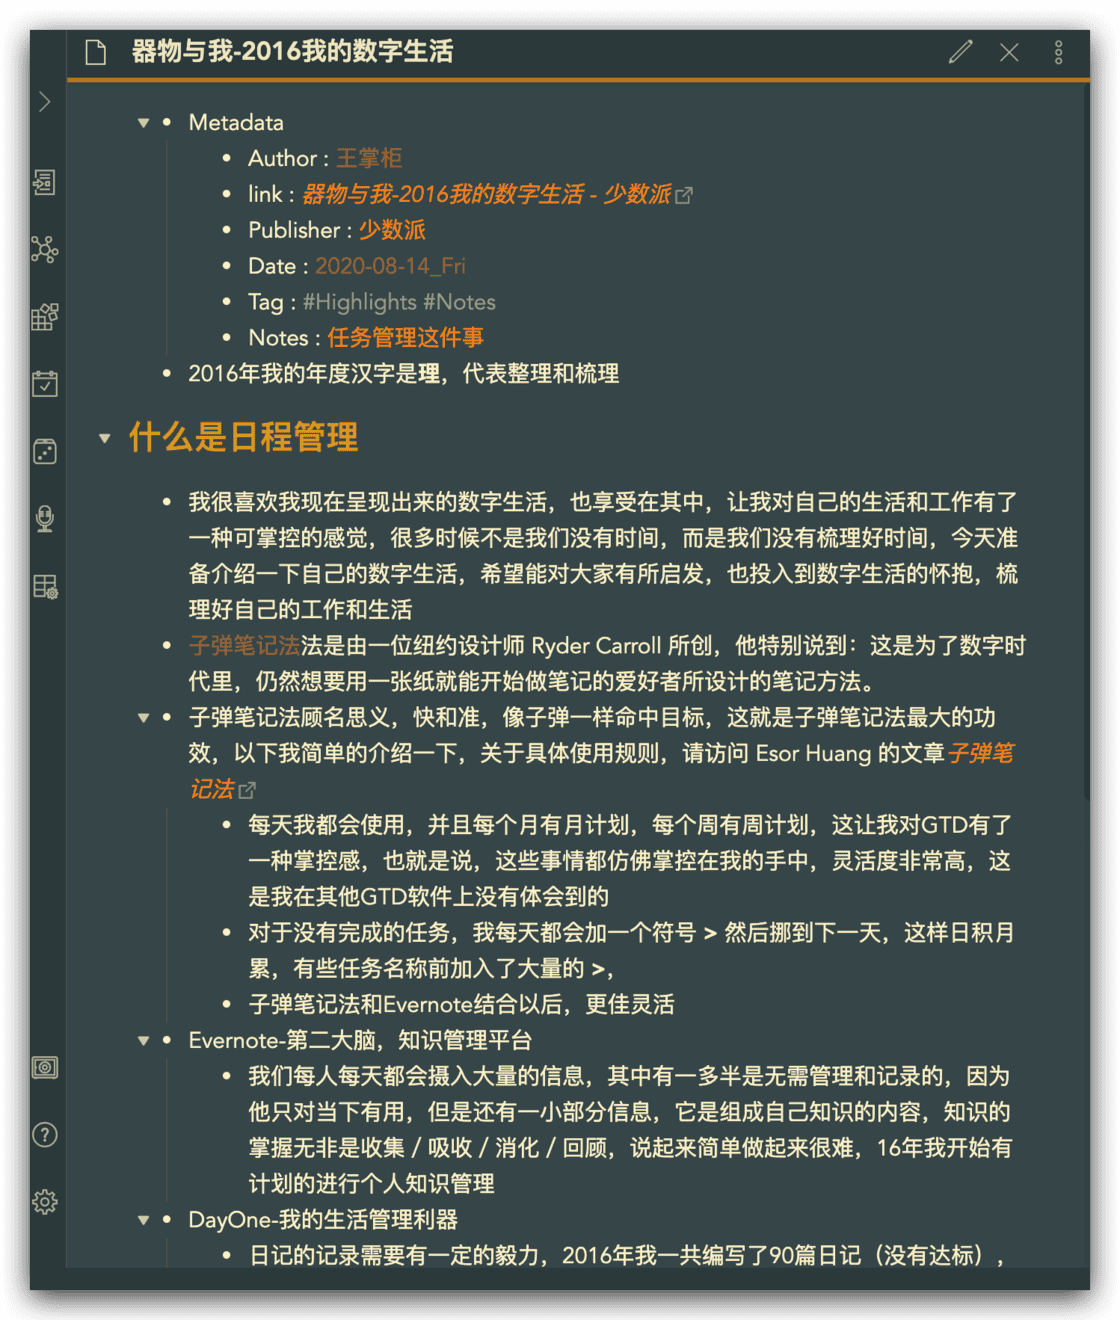 器物与我-2016我的数字生活
Metadata
Author : 王掌柜
link : 器物与我-2016我的数字生活 - 少数派
Publisher : 少数派
Date : 2020-08-14_Fri
Tag : #Highlights #Notes
Notes : 任务管理这件事
2016年我的年度汉字是理，代表整理和梳理
什么是日程管理
我很喜欢我现在呈现出来的数字生活，也享受在其中，让我对自己的生活和工作有了
一种可掌控的感觉，很多时候不是我们没有时间，而是我们没有梳理好时间，今天准
备介绍一下自己的数字生活，希望能对大家有所启发，也投入到数字生活的怀抱，梳
理好自己的工作和生活
子弹笔记法法是由一位纽约设计师 Ryder Carroll 所创，他特别说到：这是为了数字时
代里，仍然想要用一张纸就能开始做笔记的爱好者所设计的笔记方法。
子弹笔记法顾名思义，快和准，像子弹一样命中目标，这就是子弹笔记法最大的功
效，以下我简单的介绍一下，关于具体使用规则，请访问 Esor Huang 的文章子弹笔
记法
每天我都会使用，并且每个月有月计划，每个周有周计划，这让我对GTD有了
一种掌控感，也就是说，这些事情都仿佛掌控在我的手中，灵活度非常高，这
是我在其他GTD软件上没有体会到的
对于没有完成的任务，我每天都会加一个符号 > 然后挪到下一天，这样日积月
累，有些任务名称前加入了大量的 >，
子弹笔记法和Evernote结合以后，更佳灵活
Evernote-第二大脑，知识管理平台
我们每人每天都会摄入大量的信息，其中有一多半是无需管理和记录的，因为
他只对当下有用，但是还有一小部分信息，它是组成自己知识的内容，知识的
掌握无非是收集 / 吸收 / 消化 / 回顾，说起来简单做起来很难，16年我开始有
计划的进行个人知识管理
DayOne-我的生活管理利器
日记的记录需要有一定的毅力，2016年我一共编写了90篇日记（没有达标），